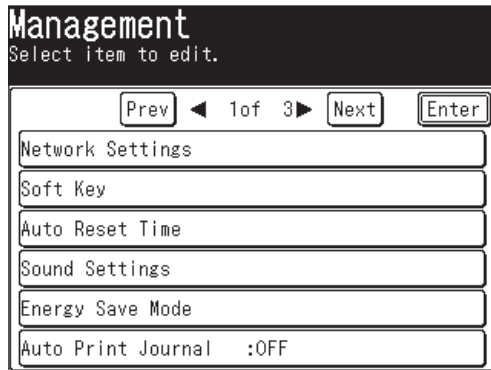 Management
Select item to edit.
Prev ◀ 1of 3▶ Next Enter
Network Settings
Soft Key
Auto Reset Time
Sound Settings
Energy Save Mode
Auto Print Journal :OFF